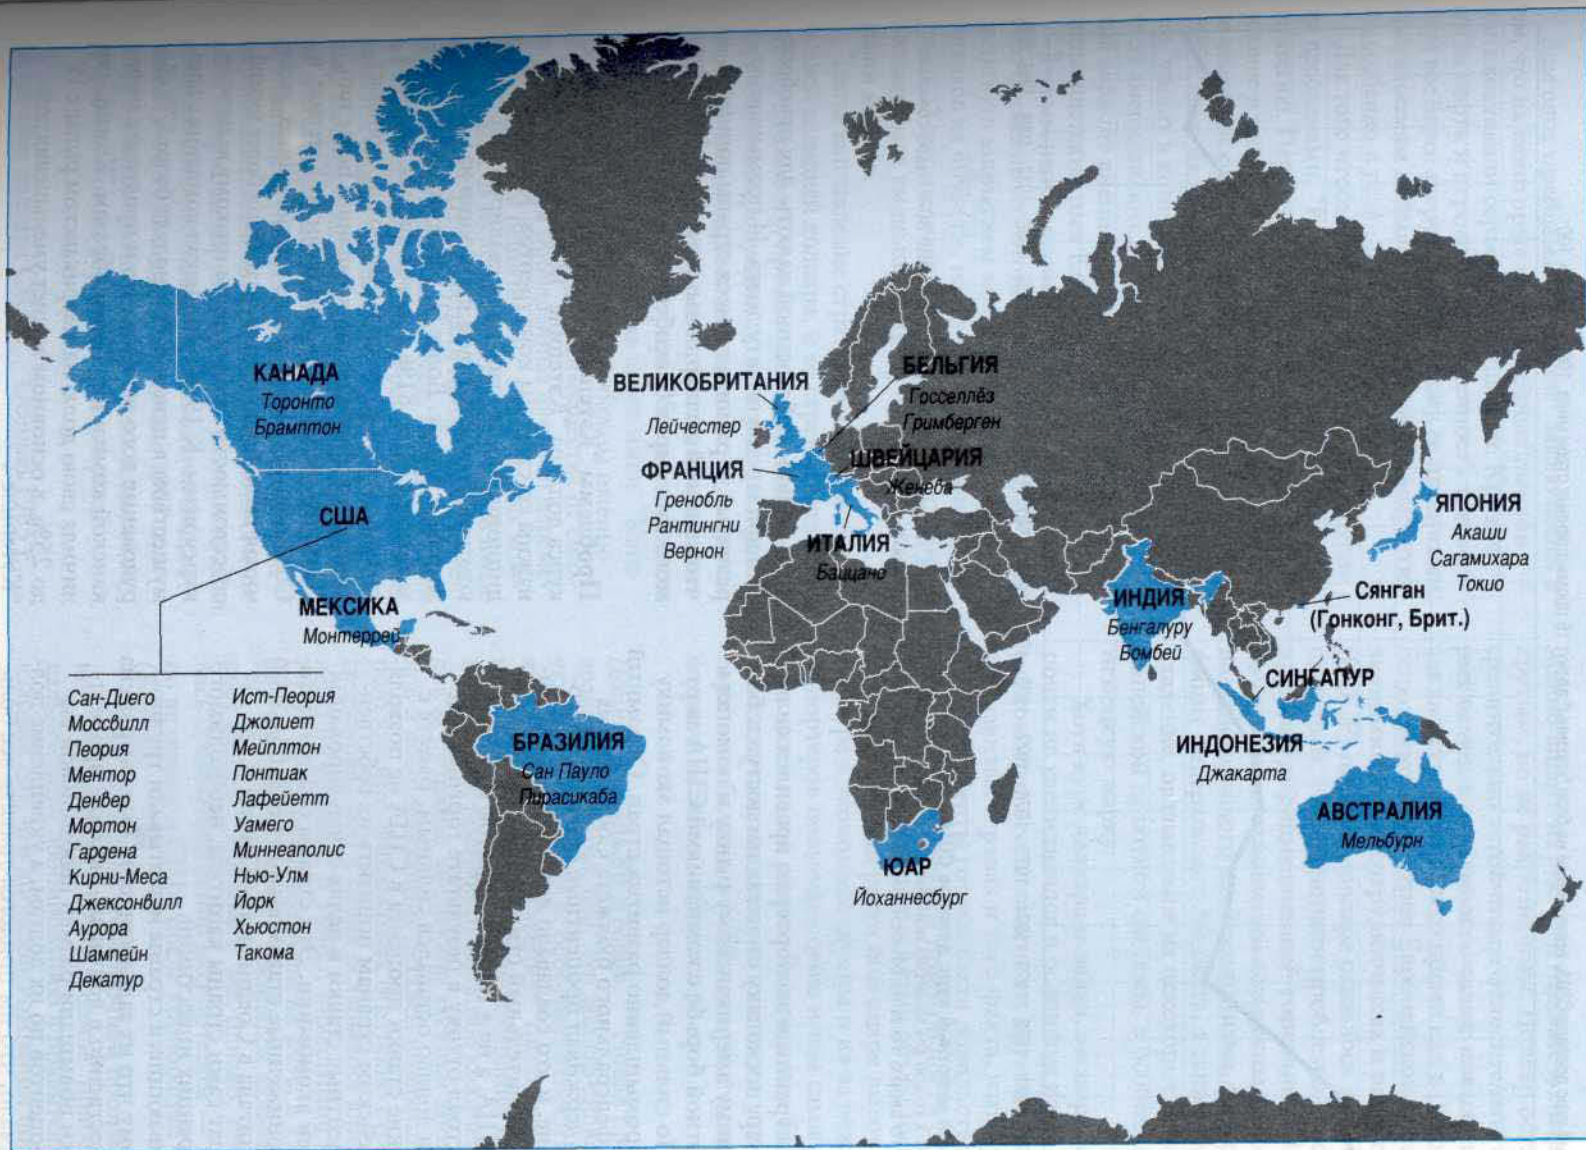 КАНАДА
Торонто
Брамптон
США
МЕКСИКА
Монтеррей
Сан-Диего
Моссвилл
Пеория
Ментор
Денвер
Мортон
Гардена
Кирни-Меса
Джексонвилл
Аурора
Шампейн
Декатур
Ист-Пеория
Джолиет
Мейплтон
Понтиак
Лафейетт
Уамего
Миннеаполис
Нью-Улм
Йорк
Хьюстон
Такома
БРАЗИЛИЯ
Сан Пауло
Пирасикаба
ВЕЛИКОБРИТАНИЯ
Лейчестер
ФРАНЦИЯ
Гренобль
Рантингни
Вернон
БЕЛЬГИЯ
Госселлёз
Гримберген
ШВЕЙЦАРИЯ
Женева
ИТАЛИЯ
Баццано
ЮАР
Йоханнесбург
ИНДИЯ
Бенгалуру
Бомбей
ЯПОНИЯ
Акаши
Сагамихара
Токио
Сянган
(Гонконг, Брит.)
СИНГАПУР
ИНДОНЕЗИЯ
Джакарта
АВСТРАЛИЯ
Мельбурн